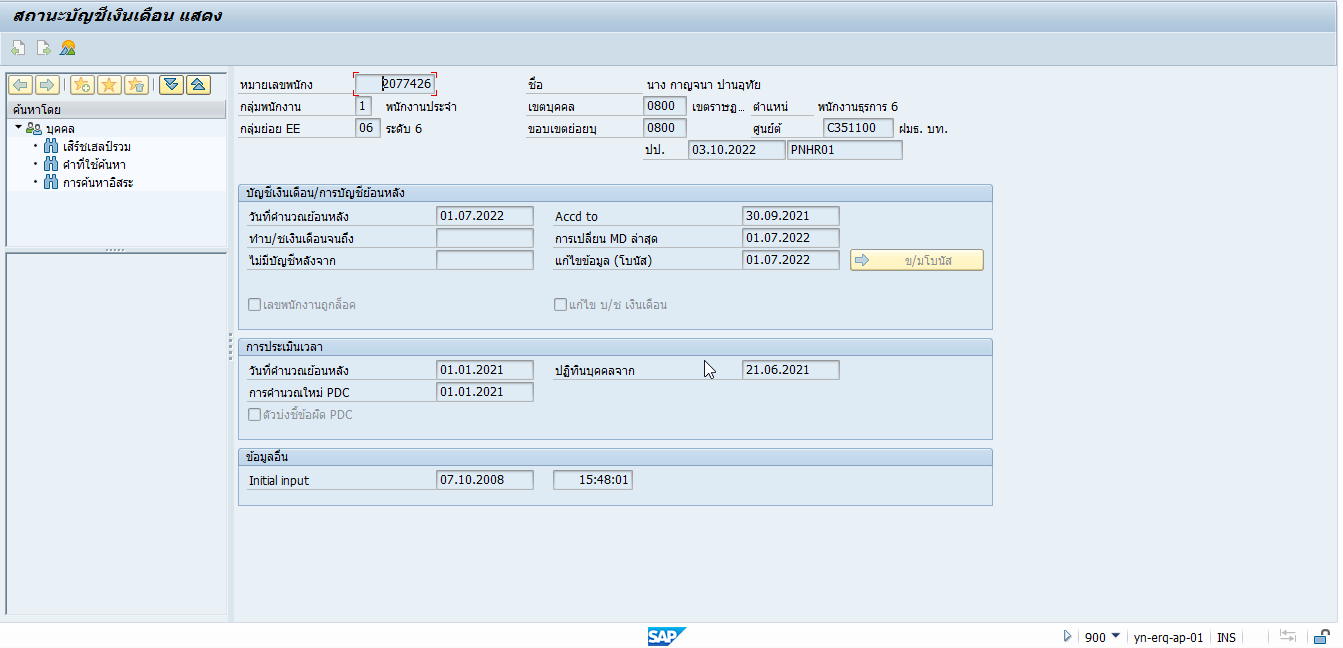 สถานะบัญชีเงินเดือน แสดง
ค้นหาโดย
บุคคล
เสิร์ชเฮลป์รวม
คำที่ใช้ค้นหา
การค้นหาอิสระ
หมายเลขพนักง 2077426 ชื่อ นาง กาญจนา ปานอุทัย
กลุ่มพนักงาน 1 พนักงานประจำ เขตบุคคล 0800 เขตราษฏ... ตำแหน่ พนักงานธุรการ 6
กลุ่มย่อย EE 06 ระดับ 6 ขอบเขตย่อยบุ 0800 ศูนย์ต้ C351100 ฝมธ. บท.
ปป. 03.10.2022 PNHR01
บัญชีเงินเดือน/การบัญชีย้อนหลัง
วันที่คำนวณย้อนหลัง 01.07.2022 Accd to 30.09.2021
ทำบ/ชเงินเดือนจนถึง การเปลี่ยน MD ล่าสุด 01.07.2022
ไม่มีบัญชีหลังจาก แก้ไขข้อมูล (โบนัส) 01.07.2022 ข/มโบนัส
เลขพนักงานถูกล็อค แก้ไข บ/ช เงินเดือน
การประเมินเวลา
วันที่คำนวณย้อนหลัง 01.01.2021 ปฏิทินบุคคลจาก 21.06.2021
การคำนวณใหม่ PDC 01.01.2021
ตัวบ่งชี้ข้อผิด PDC
ข้อมูลอื่น
Initial input 07.10.2008 15:48:01
SAP 900 yn-erq-ap-01 INS